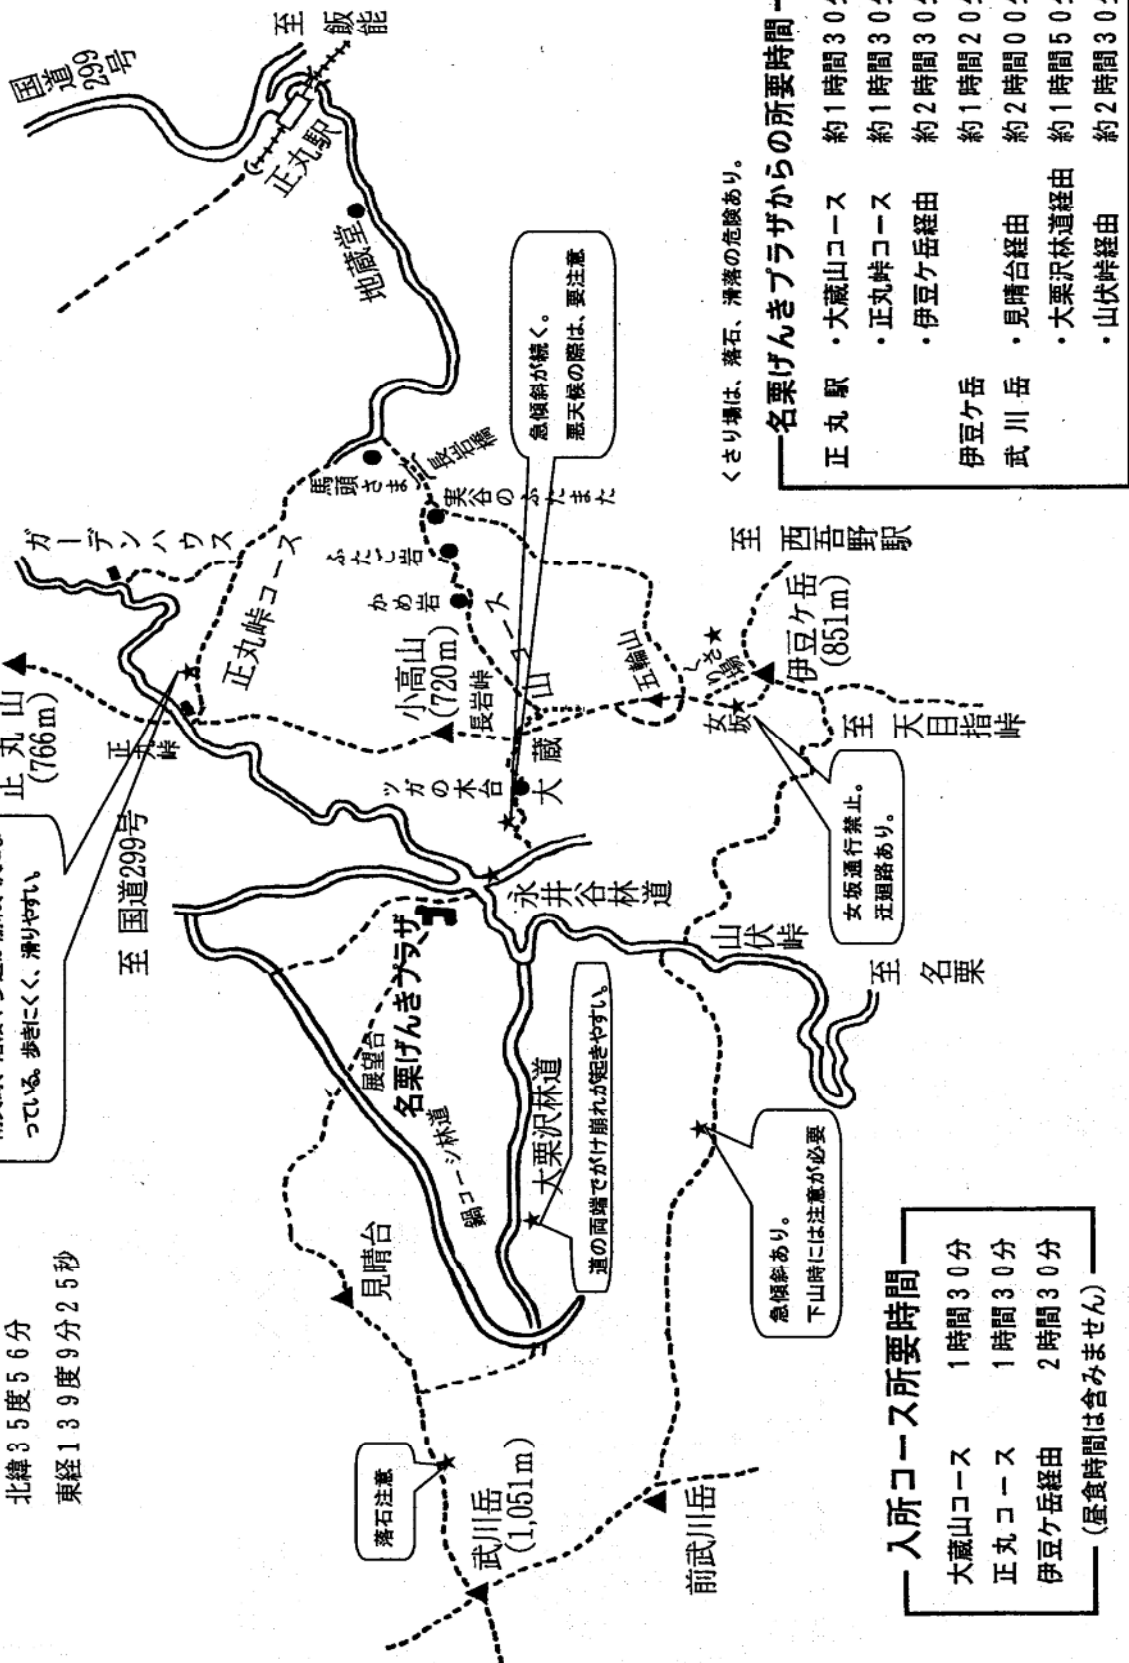 北緯35度56分
東経139度9分25秒
っている。歩きにくく、滑りやすい。
至 国道299号
正丸山
(766m)
正丸峠
ガーデンハウス
正丸峠コース
国道
299
号
至 飯能
正丸駅
地蔵堂
馬頭さま
長岩橋
実谷のふたまた
ふたご岩
かめ岩
小高山
(720m)
長岩峠
ツガの木台
大蔵山コース
急傾斜が続く。
悪天候の際は、要注意
五輪山
くさり場
女坂
伊豆ケ岳
(851m)
至 西吾野駅
至 天目指峠
女坂通行禁止。
迂廻路あり。
永井谷林道
名栗げんきプラザ
展望台
鍋コーシ林道
大栗沢林道
道の両端でがけ崩れが起きやすい。
山伏峠
至 名栗
見晴台
落石注意
武川岳
(1,051m)
前武川岳
急傾斜あり。
下山時には注意が必要
くさり場は、落石、滑落の危険あり。
名栗げんきプラザからの所要時間
正丸駅 ・大蔵山コース 約1時間30分
・正丸峠コース 約1時間30分
・伊豆ケ岳経由 約2時間30分
伊豆ケ岳 約1時間20分
武川岳 ・見晴台経由 約2時間00分
・大栗沢林道経由 約1時間50分
・山伏峠経由 約2時間30分
入所コース所要時間
大蔵山コース 1時間30分
正丸コース 1時間30分
伊豆ケ岳経由 2時間30分
(昼食時間は含みません)